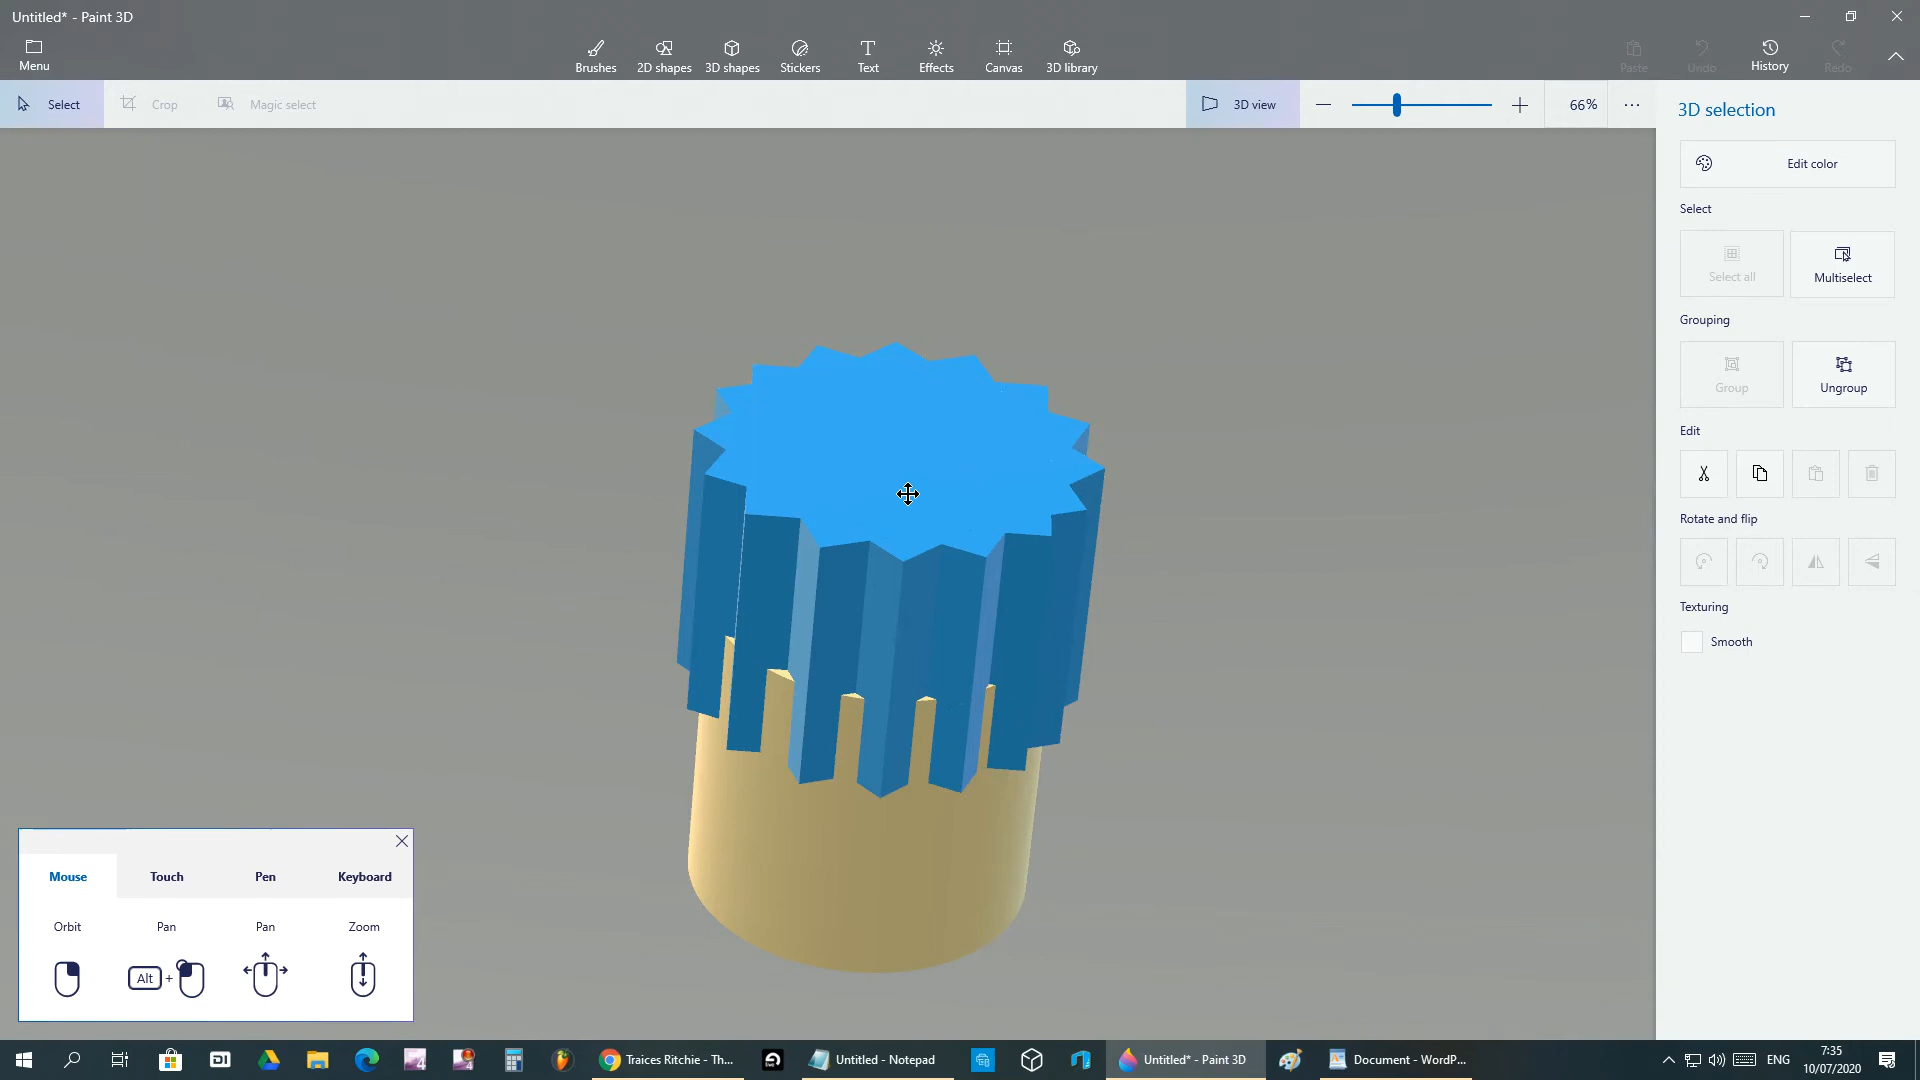 Untitled* - Paint 3D
Menu
Brushes
2D shapes
3D shapes
Stickers
Text
Effects
Canvas
3D library
Paste
Undo
History
Redo
Select
Crop
Magic select
3D view
66%
3D selection
Edit color
Select
Select all
Multiselect
Grouping
Group
Ungroup
Edit
Rotate and flip
Texturing
Smooth
Mouse
Touch
Pen
Keyboard
Orbit
Pan
Pan
Zoom
Alt
+
DI
4
4
Traices Ritchie - Th...
Untitled - Notepad
Untitled* - Paint 3D
Document - WordP...
ENG
7:35
10/07/2020